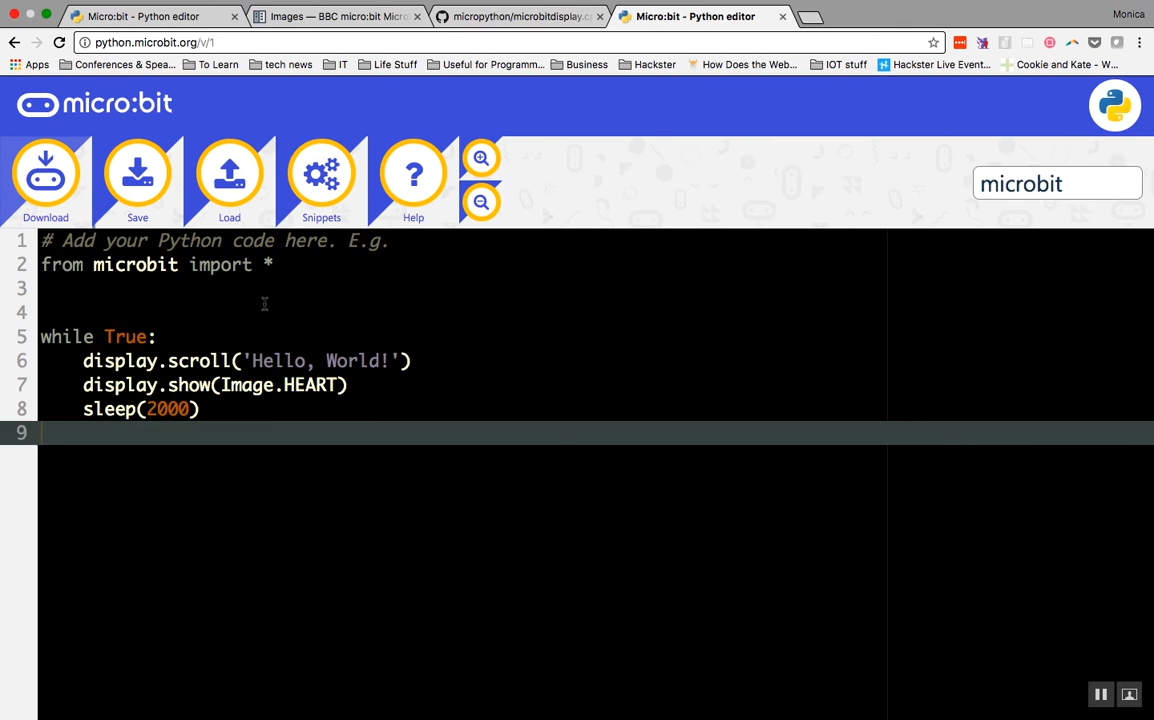 Micro:bit - Python editor
Images — BBC micro:bit Micro
micropython/microbitdisplay.c
Micro:bit - Python editor
Monica
python.microbit.org/v/1
Apps
Conferences & Spea...
To Learn
tech news
IT
Life Stuff
Useful for Programm...
Business
Hackster
How Does the Web...
IOT stuff
Hackster Live Event...
Cookie and Kate - W...
micro:bit
Download
Save
Load
Snippets
Help
microbit
1 # Add your Python code here. E.g.
2 from microbit import *
3
4
5 while True:
6 display.scroll('Hello, World!')
7 display.show(Image.HEART)
8 sleep(2000)
9